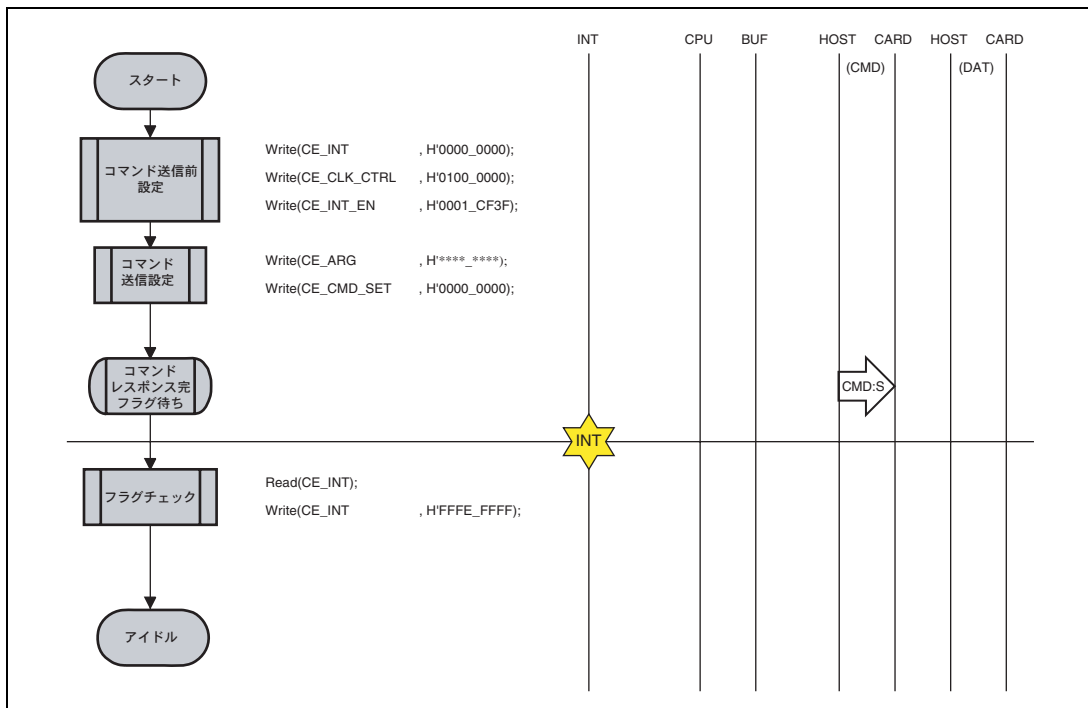 INT CPU BUF HOST CARD HOST CARD
(CMD) (DAT)
スタート
コマンド送信前
設定
Write(CE_INT , H'0000_0000);
Write(CE_CLK_CTRL , H'0100_0000);
Write(CE_INT_EN , H'0001_CF3F);
コマンド
送信設定
Write(CE_ARG , H'****_****);
Write(CE_CMD_SET , H'0000_0000);
コマンド
レスポンス完
フラグ待ち
CMD:S
INT
フラグチェック
Read(CE_INT);
Write(CE_INT , H'FFFE_FFFF);
アイドル